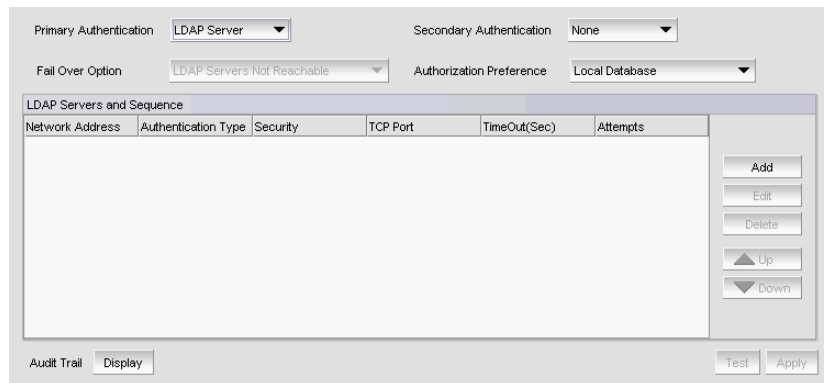 Primary Authentication LDAP Server Secondary Authentication None
Fail Over Option LDAP Servers Not Reachable Authorization Preference Local Database
LDAP Servers and Sequence
Network Address Authentication Type Security TCP Port TimeOut(Sec) Attempts
Add
Edit
Delete
Up
Down
Audit Trail Display Test Apply